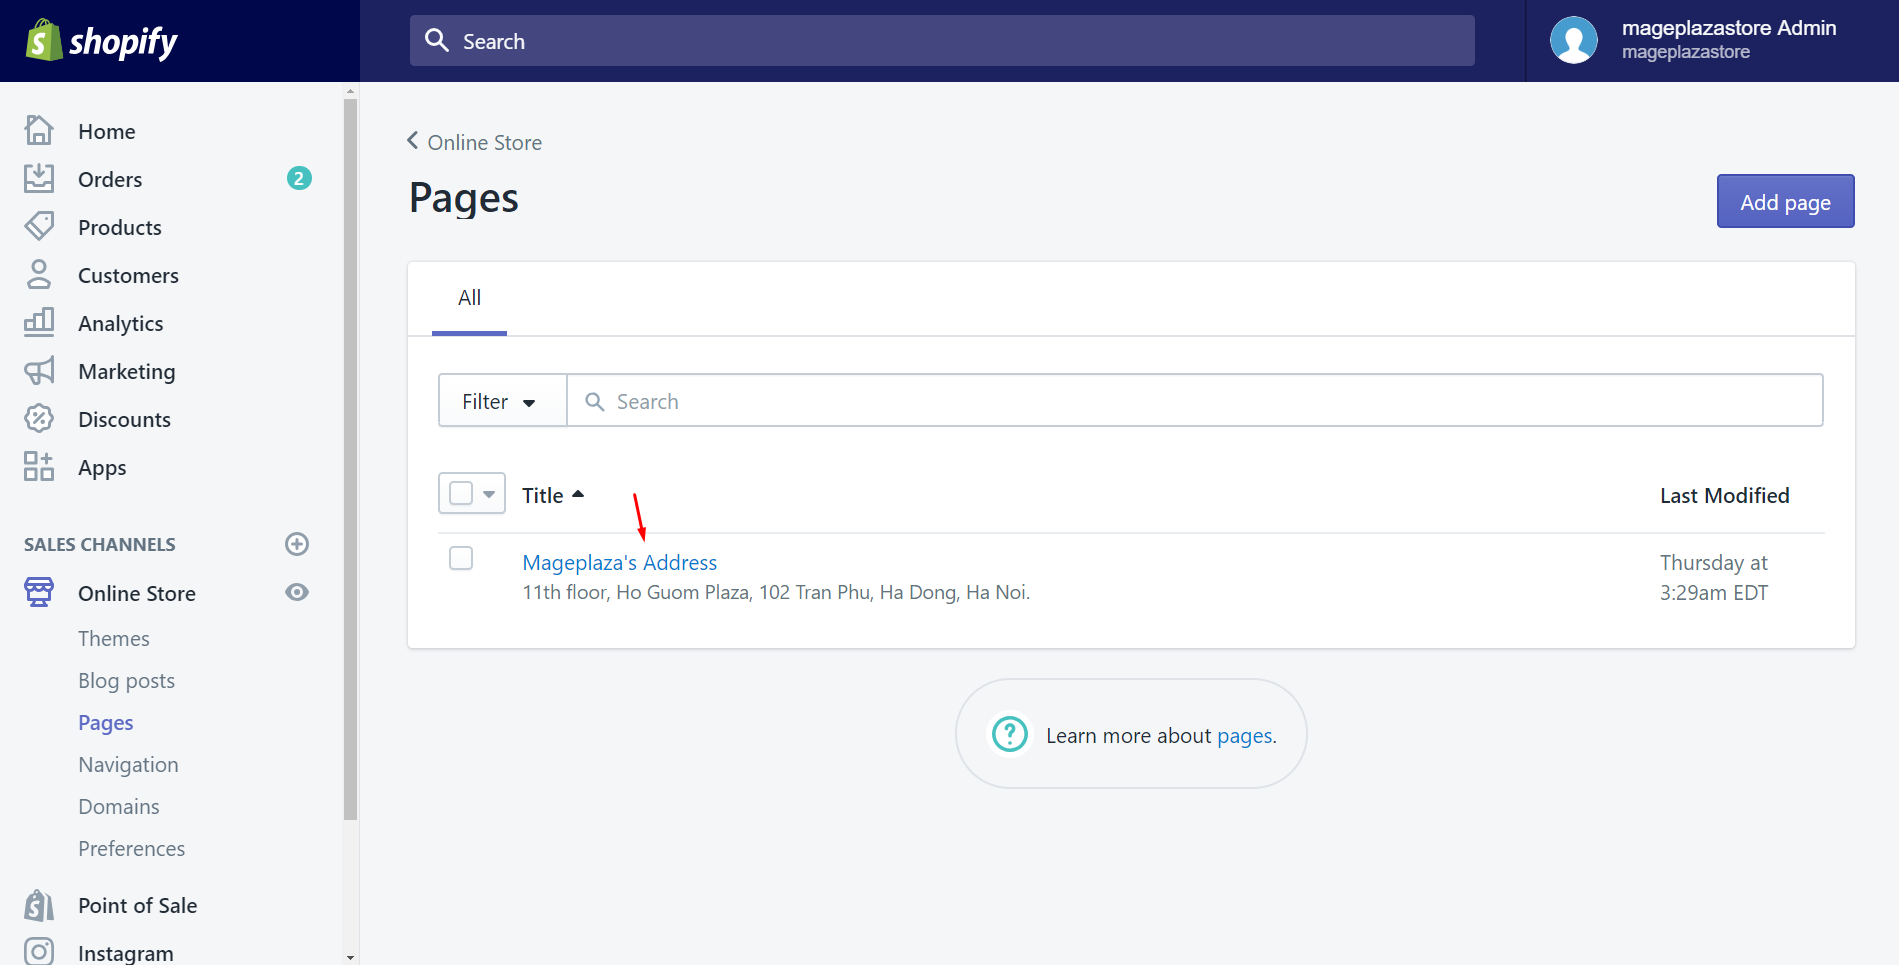 shopify
Search
mageplazastore Admin
mageplazastore
Home
Orders 2
Products
Customers
Analytics
Marketing
Discounts
Apps
SALES CHANNELS
Online Store
Themes
Blog posts
Pages
Navigation
Domains
Preferences
Point of Sale
Instagram
Online Store
Pages
Add page
All
Filter Search
Title Last Modified
Mageplaza's Address Thursday at
11th floor, Ho Guom Plaza, 102 Tran Phu, Ha Dong, Ha Noi. 3:29am EDT
Learn more about pages.